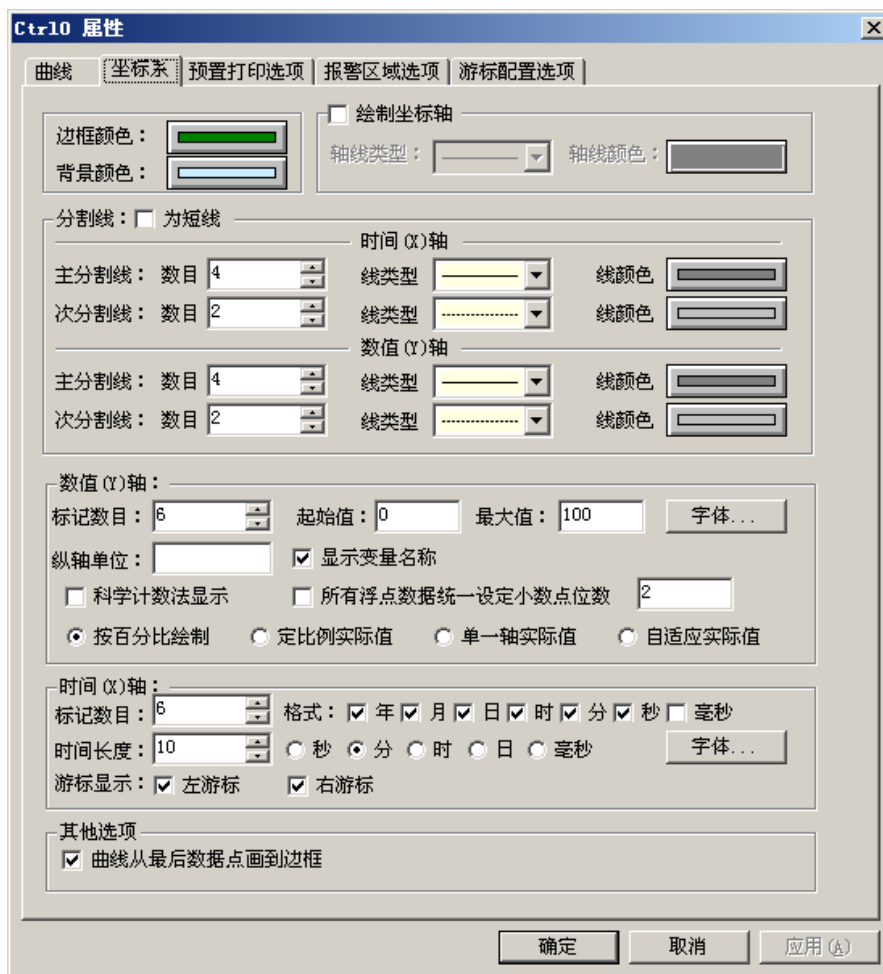 Ctrl0 属性
曲线 坐标系 预置打印选项 报警区域选项 游标配置选项
边框颜色：
背景颜色：
绘制坐标轴
轴线类型： 轴线颜色：
分割线： 为短线
时间(X)轴
主分割线： 数目 4 线类型 线颜色
次分割线： 数目 2 线类型 线颜色
数值(Y)轴
主分割线： 数目 4 线类型 线颜色
次分割线： 数目 2 线类型 线颜色
数值(Y)轴：
标记数目： 6 起始值： 0 最大值： 100 字体...
纵轴单位： 显示变量名称
科学计数法显示 所有浮点数据统一设定小数点位数 2
按百分比绘制 定比例实际值 单一轴实际值 自适应实际值
时间(X)轴：
标记数目： 6 格式： 年 月 日 时 分 秒 毫秒
时间长度： 10 秒 分 时 日 毫秒 字体...
游标显示： 左游标 右游标
其他选项
曲线从最后数据点画到边框
确定 取消 应用(A)